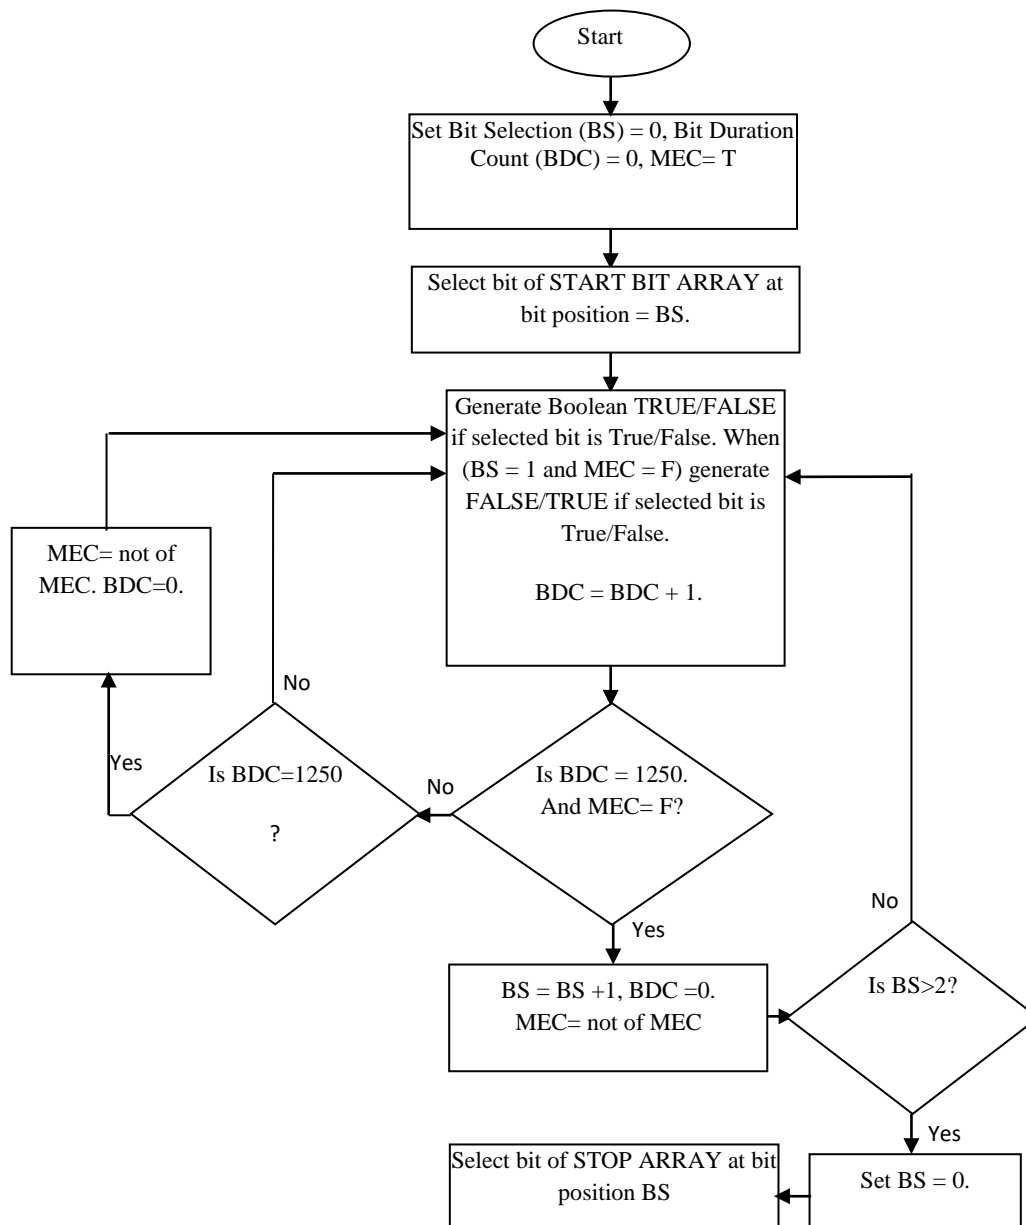 Start
Set Bit Selection (BS) = 0, Bit Duration
Count (BDC) = 0, MEC= T
Select bit of START BIT ARRAY at
bit position = BS.
Generate Boolean TRUE/FALSE
if selected bit is True/False. When
(BS = 1 and MEC = F) generate
FALSE/TRUE if selected bit is
True/False.
BDC = BDC + 1.
MEC= not of
MEC. BDC=0.
No
Yes
Is BDC=1250
?
No
Is BDC = 1250.
And MEC= F?
Yes
No
BS = BS +1, BDC =0.
MEC= not of MEC
Is BS>2?
Yes
Set BS = 0.
Select bit of STOP ARRAY at bit
position BS